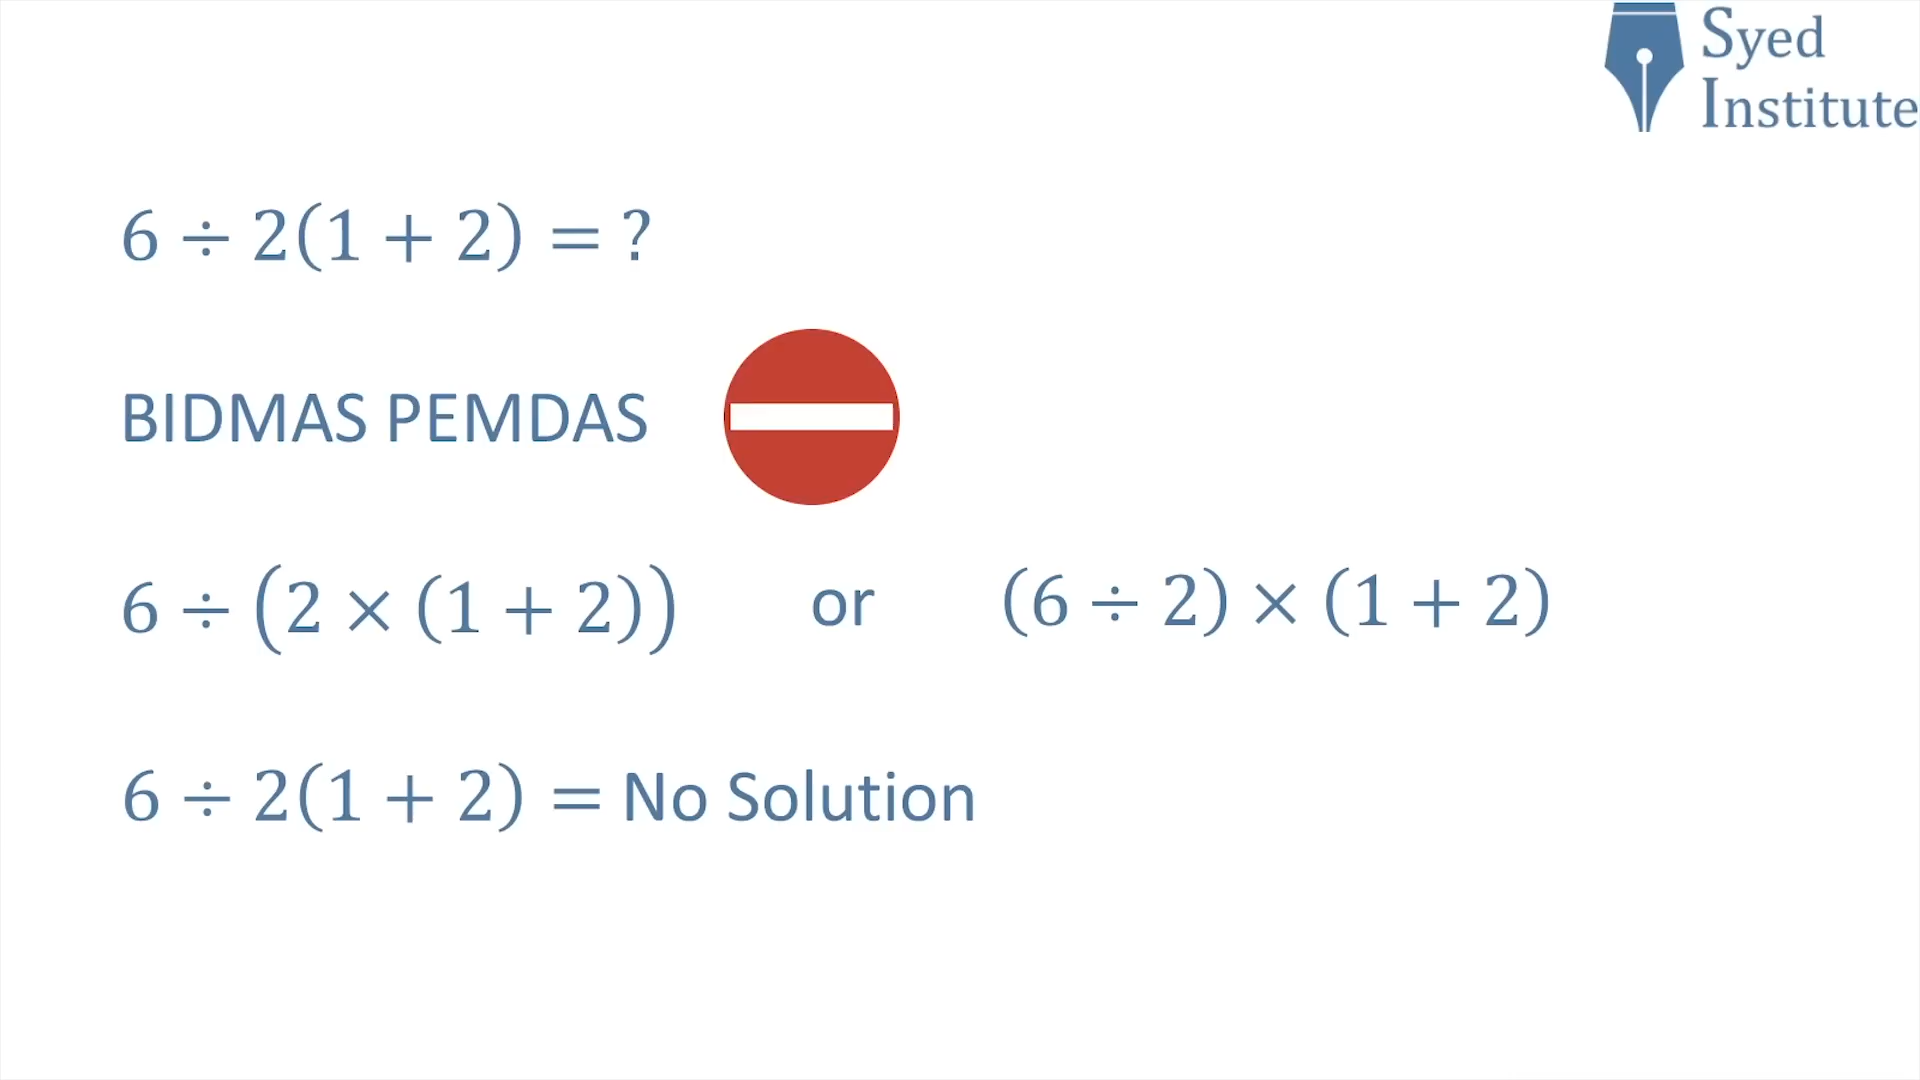 Syed
Institute
6 ÷ 2(1 + 2) = ?
BIDMAS PEMDAS
6 ÷ (2 × (1 + 2)) or (6 ÷ 2) × (1 + 2)
6 ÷ 2(1 + 2) = No Solution